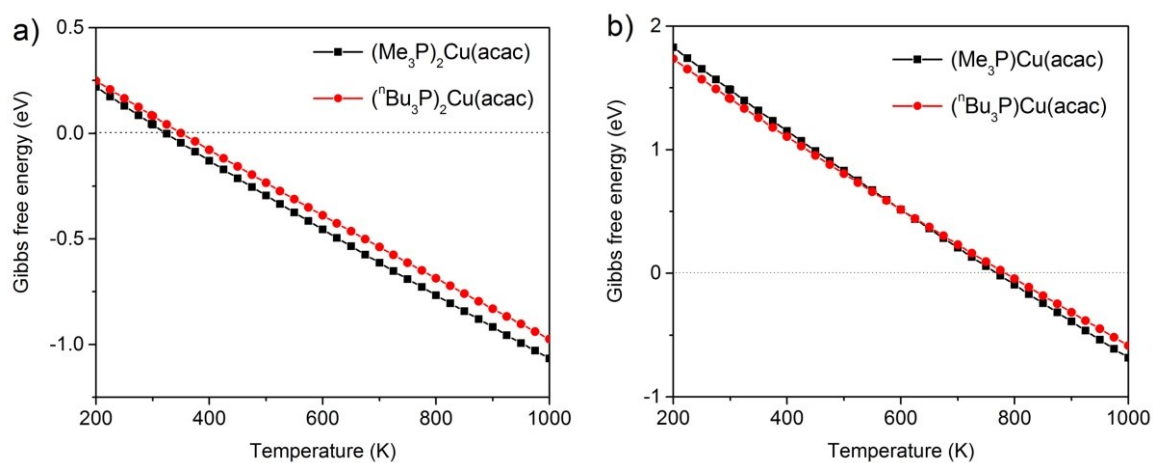 a)
0.5
0.0
-0.5
-1.0
Gibbs free energy (eV)
(Me₃P)₂Cu(acac)
(ⁿBu₃P)₂Cu(acac)
200 400 600 800 1000
Temperature (K)
b)
2
1
0
-1
Gibbs free energy (eV)
(Me₃P)Cu(acac)
(ⁿBu₃P)Cu(acac)
200 400 600 800 1000
Temperature (K)